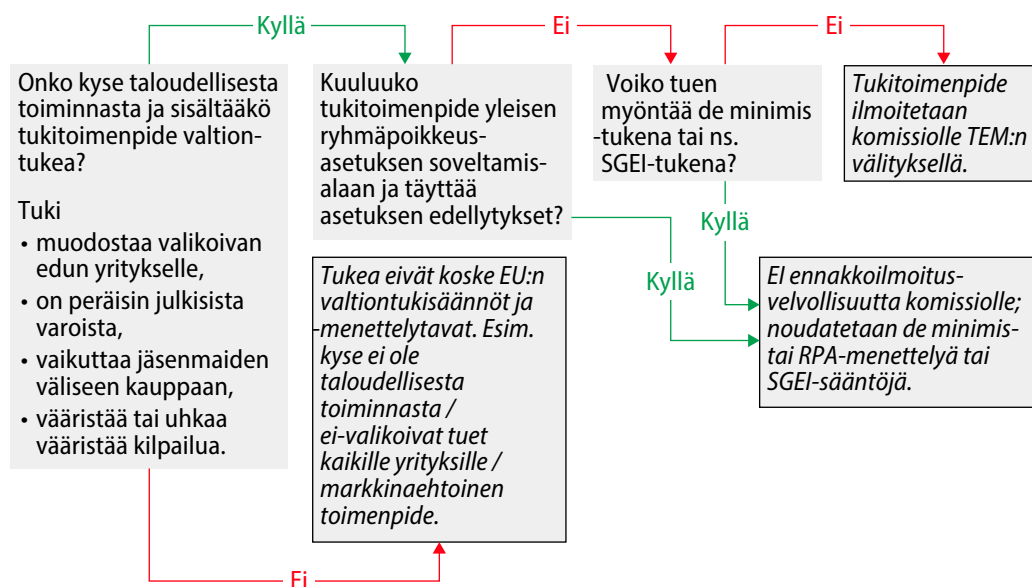 Kyllä
Ei
Ei
Onko kyse taloudellisesta
toiminnasta ja sisältääkö
tukitoimenpide valtion-
tukea?
Tuki
• muodostaa valikoivan
edun yritykselle,
• on peräisin julkisista
varoista,
• vaikuttaa jäsenmaiden
väliseen kauppaan,
• vääristää tai uhkaa
vääristää kilpailua.
Kuuluuko
tukitoimenpide yleisen
ryhmäpoikkeus-
asetuksen soveltamis-
alaan ja täyttää
asetuksen edellytykset?
Voiko tuen
myöntää de minimis
-tukena tai ns.
SGEI-tukena?
Tukitoimenpide
ilmoitetaan
komissiolle TEM:n
välityksellä.
Kyllä
Kyllä
Tukea eivät koske EU:n
valtiontukisäännöt ja
-menettelytavat. Esim.
kyse ei ole
taloudellisesta
toiminnasta /
ei-valikoivat tuet
kaikille yrityksille /
markkinaehtoinen
toimenpide.
EI ennakkoilmoitus-
velvollisuutta komissiolle;
noudatetaan de minimis-
tai RPA-menettelyä tai
SGEI-sääntöjä.
Ei